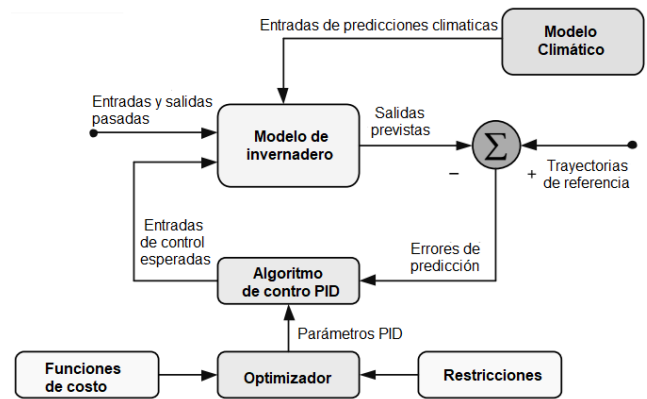 Entradas de predicciones climaticas
Modelo
Climático
Entradas y salidas
pasadas
Modelo de
invernadero
Salidas
previstas
Σ
−
+
Trayectorias
de referencia
Entradas
de control
esperadas
Errores de
predicción
Algoritmo
de contro PID
Parámetros PID
Funciones
de costo
Optimizador
Restricciones